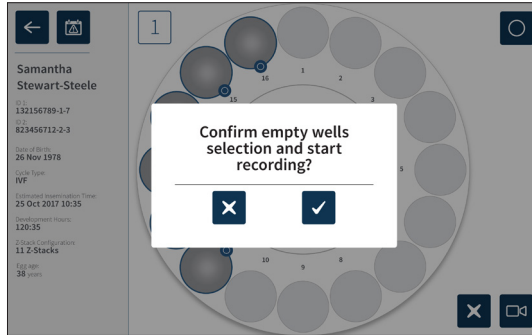 1
Samantha
Stewart-Steele
ID 1:
132156789-1-7
ID 2:
823456712-2-3
Date of Birth:
26 Nov 1978
Cycle Type:
IVF
Estimated Insemination Time:
25 Oct 2017 10:35
Development Hours:
120:35
Z-Stack Configuration:
11 Z-Stacks
Egg age:
38 years
1
16
2
15
3
Confirm empty wells
selection and start
recording?
5
10
8
9